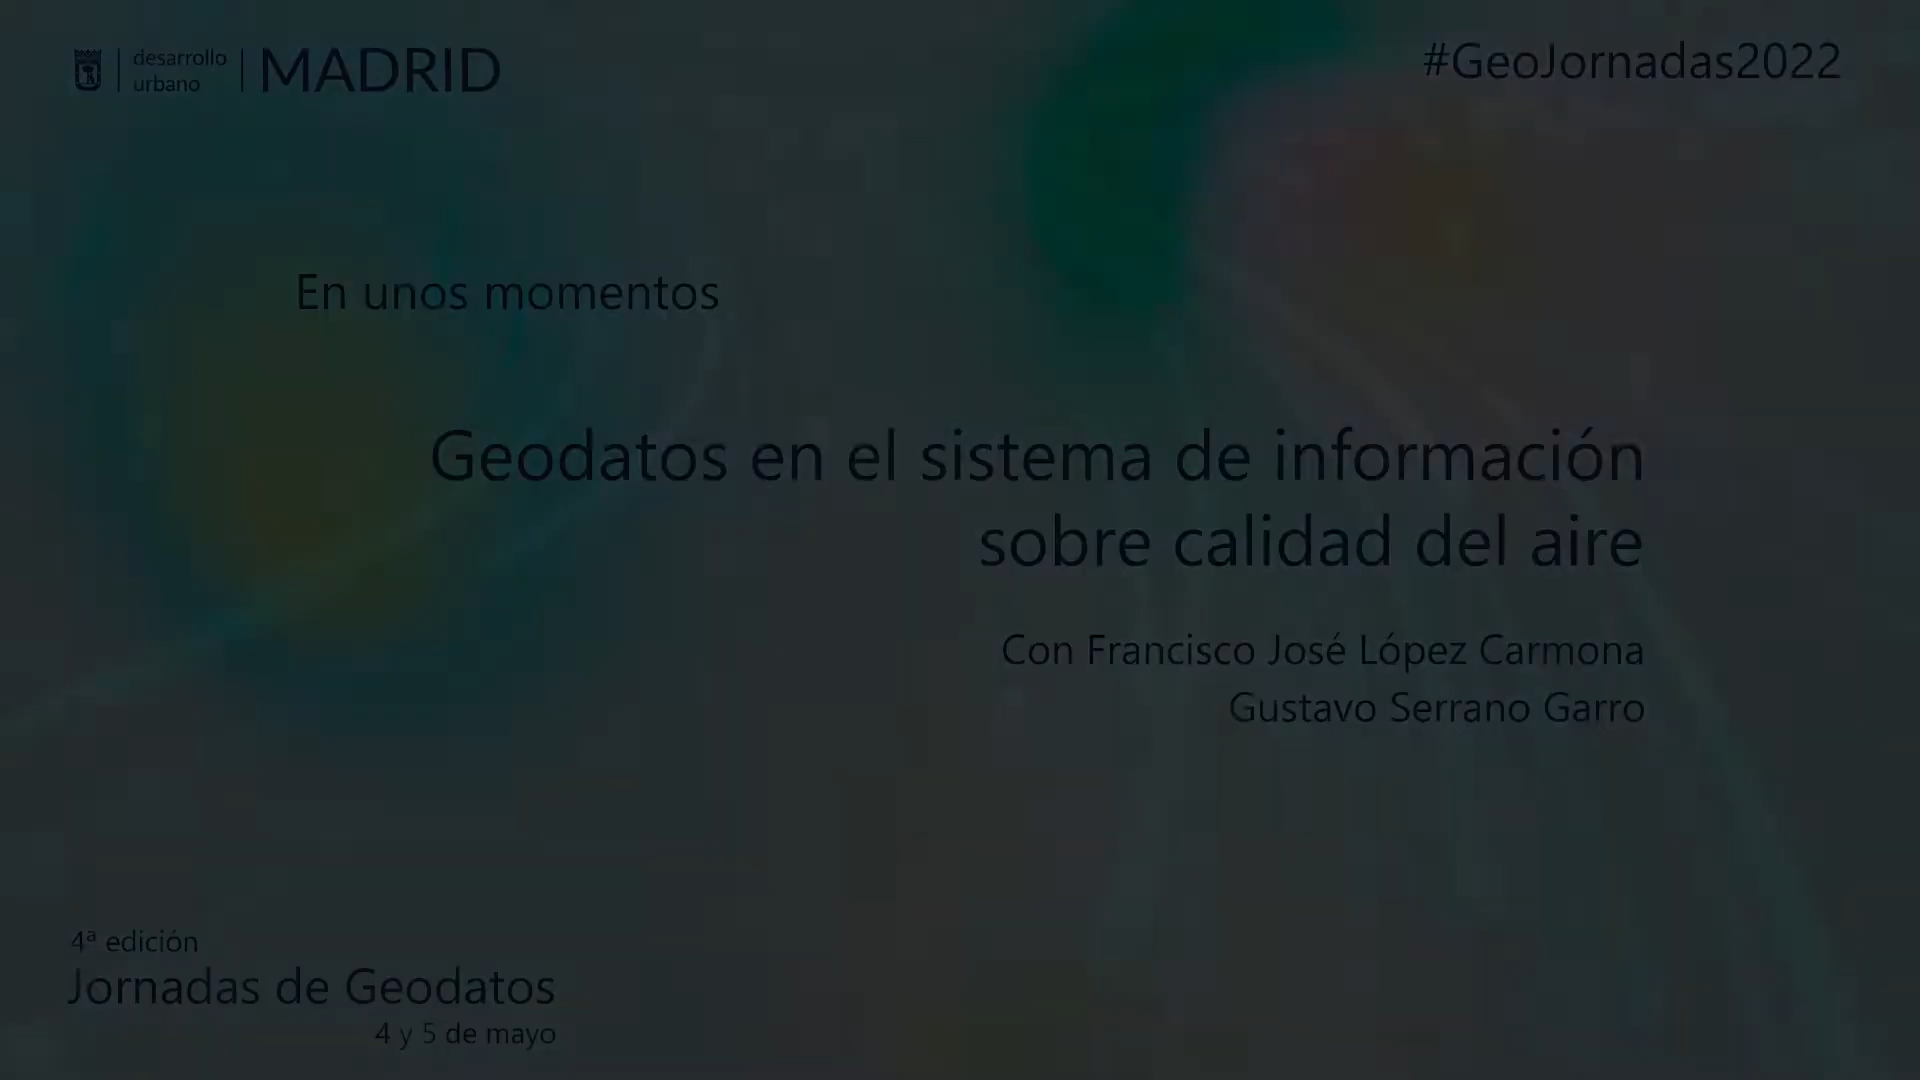 desarrollo
urbano
MADRID
#GeoJornadas2022
En unos momentos
Geodatos en el sistema de información
sobre calidad del aire
Con Francisco José López Carmona
Gustavo Serrano Garro
4ª edición
Jornadas de Geodatos
4 y 5 de mayo